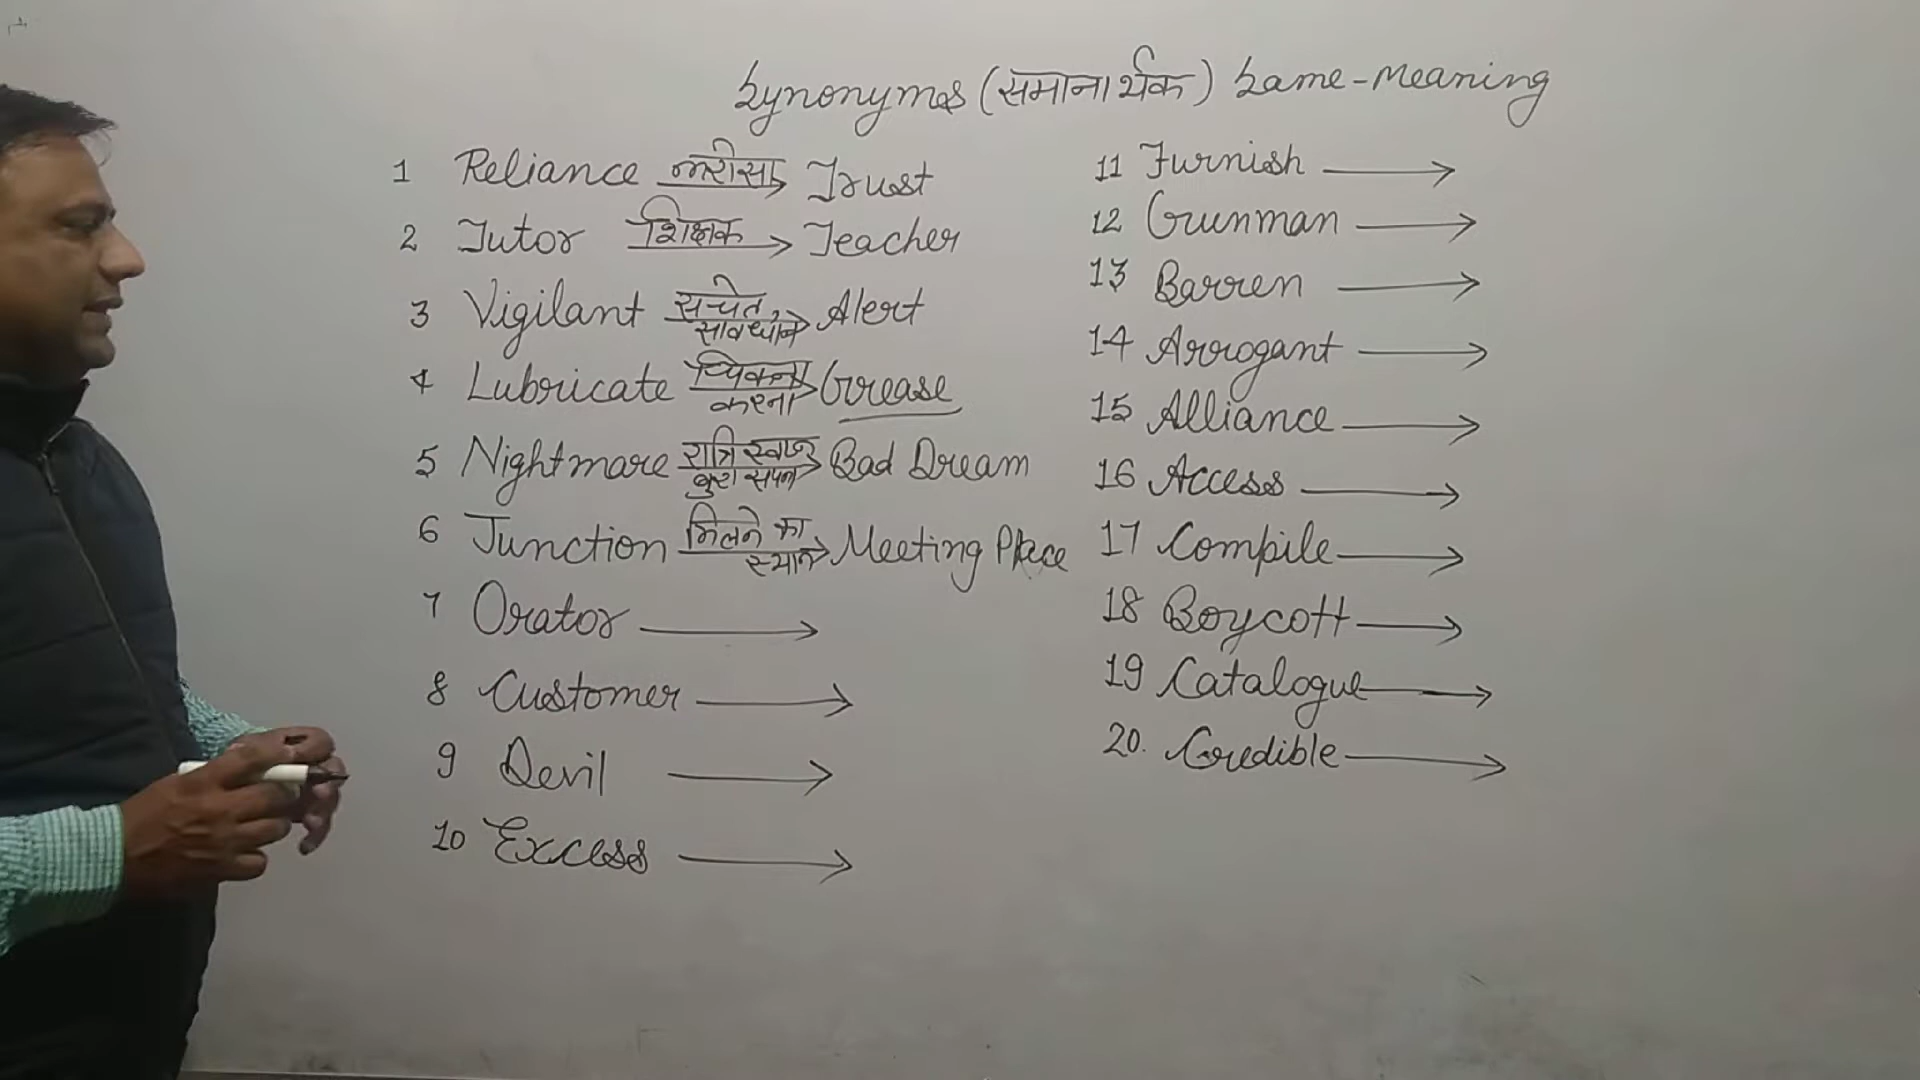 Synonyms (समानार्थक) Same-Meaning
1 Reliance भरोसा Trust
2 Tutor शिक्षक Teacher
3 Vigilant सचेत, सावधान Alert
4 Lubricate चिकना करना Grease
5 Nightmare रात्रि स्वप्न बुरा सपना Bad Dream
6 Junction मिलने का स्थान Meeting Place
7 Orator
8 Customer
9 Devil
10 Excess
11 Furnish
12 Gunman
13 Barren
14 Arrogant
15 Alliance
16 Access
17 Compile
18 Boycott
19 Catalogue
20. Credible